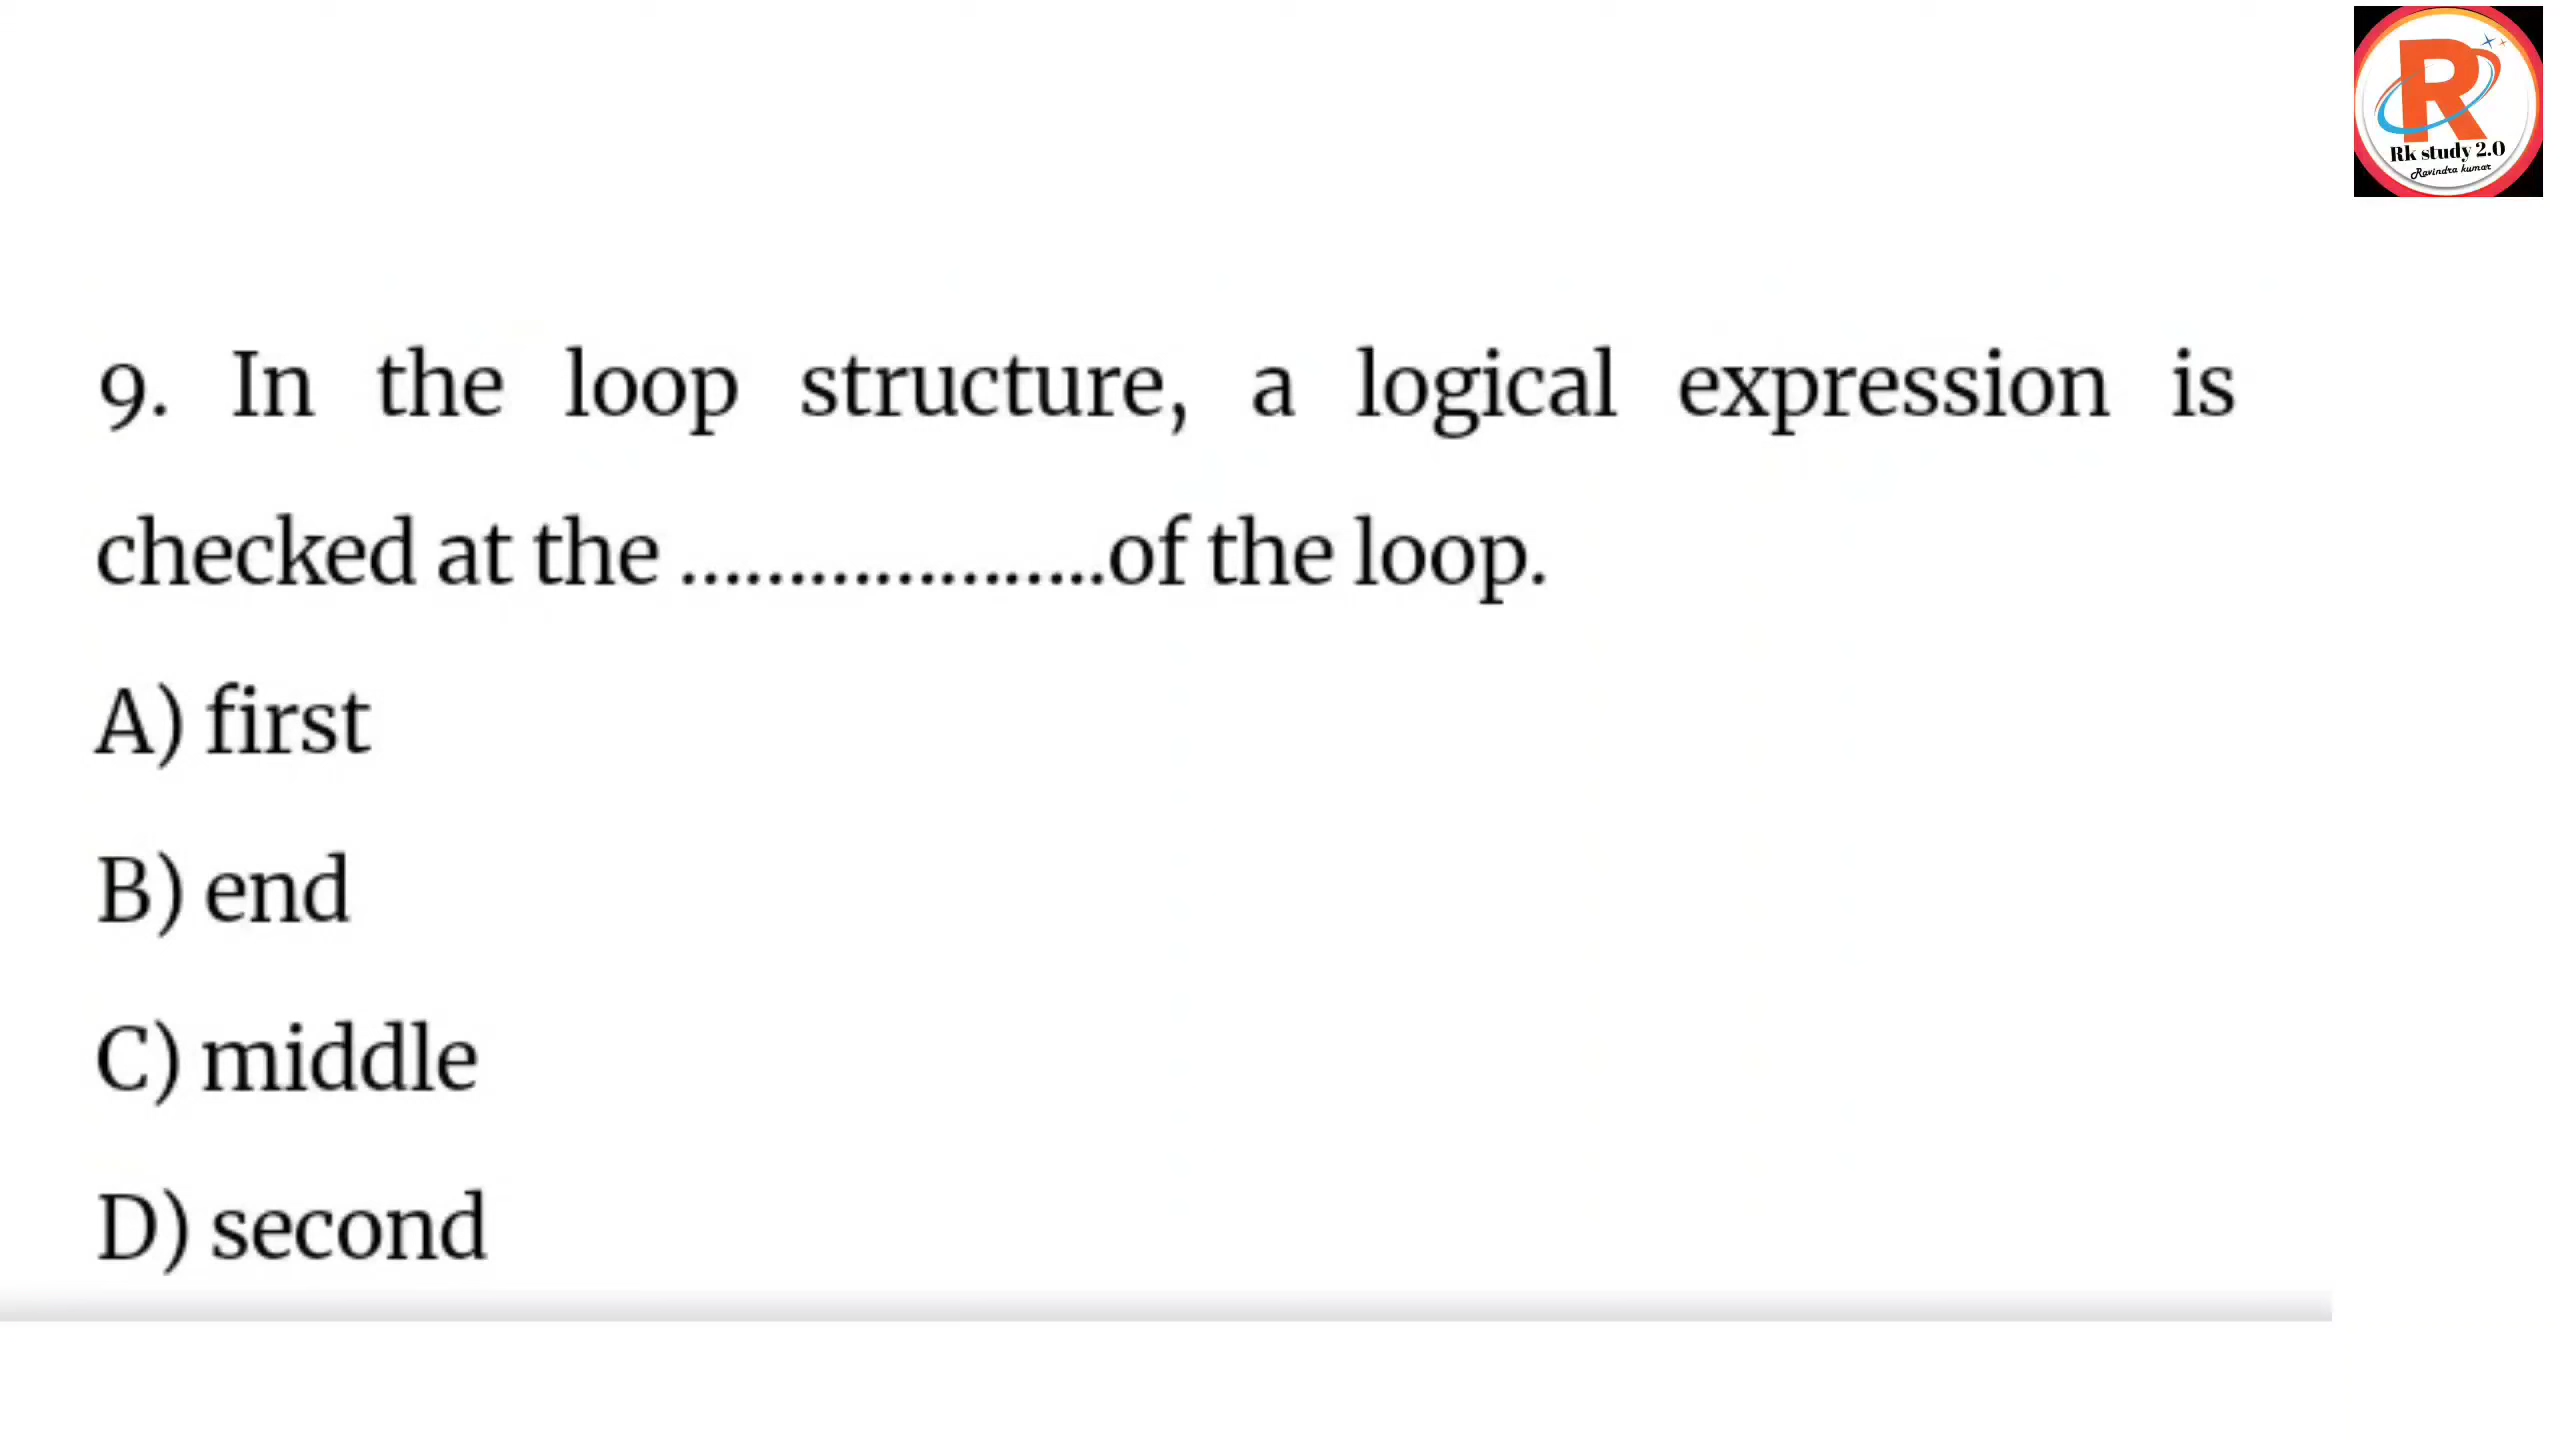 R
Rk study 2.0
Ravindra kumar
9. In the loop structure, a logical expression is
checked at the ....................of the loop.
A) first
B) end
C) middle
D) second